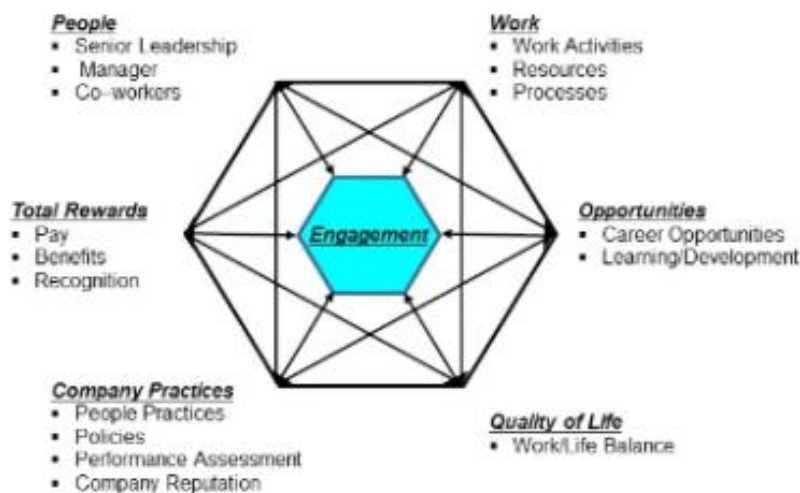 People
▪ Senior Leadership
▪ Manager
▪ Co-workers
Work
▪ Work Activities
▪ Resources
▪ Processes
Total Rewards
▪ Pay
▪ Benefits
▪ Recognition
Engagement
Opportunities
▪ Career Opportunities
▪ Learning/Development
Company Practices
▪ People Practices
▪ Policies
▪ Performance Assessment
▪ Company Reputation
Quality of Life
▪ Work/Life Balance